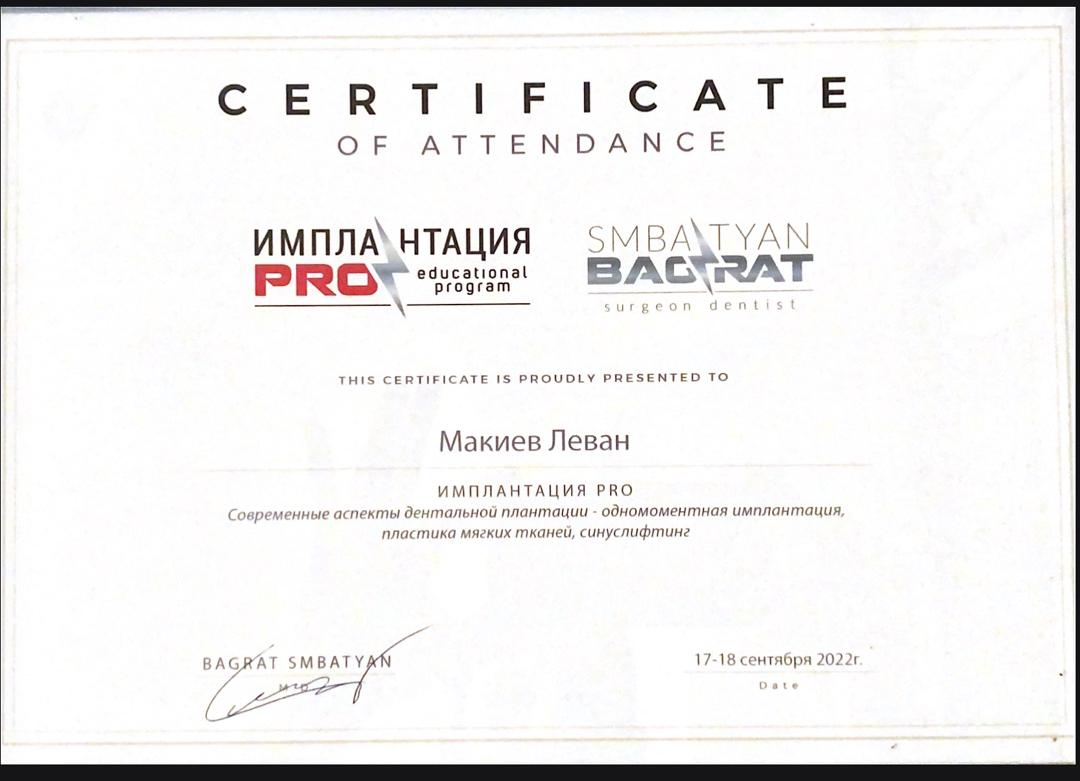 CERTIFICATE
OF ATTENDANCE
ИМПЛАНТАЦИЯ
PRO educational
program
SMBATYAN
BAGRAT
surgeon dentist
THIS CERTIFICATE IS PROUDLY PRESENTED TO
Макиев Леван
ИМПЛАНТАЦИЯ PRO
Современные аспекты дентальной плантации - одномоментная имплантация,
пластика мягких тканей, синуслифтинг
BAGRAT SMBATYAN
17-18 сентября 2022г.
Date